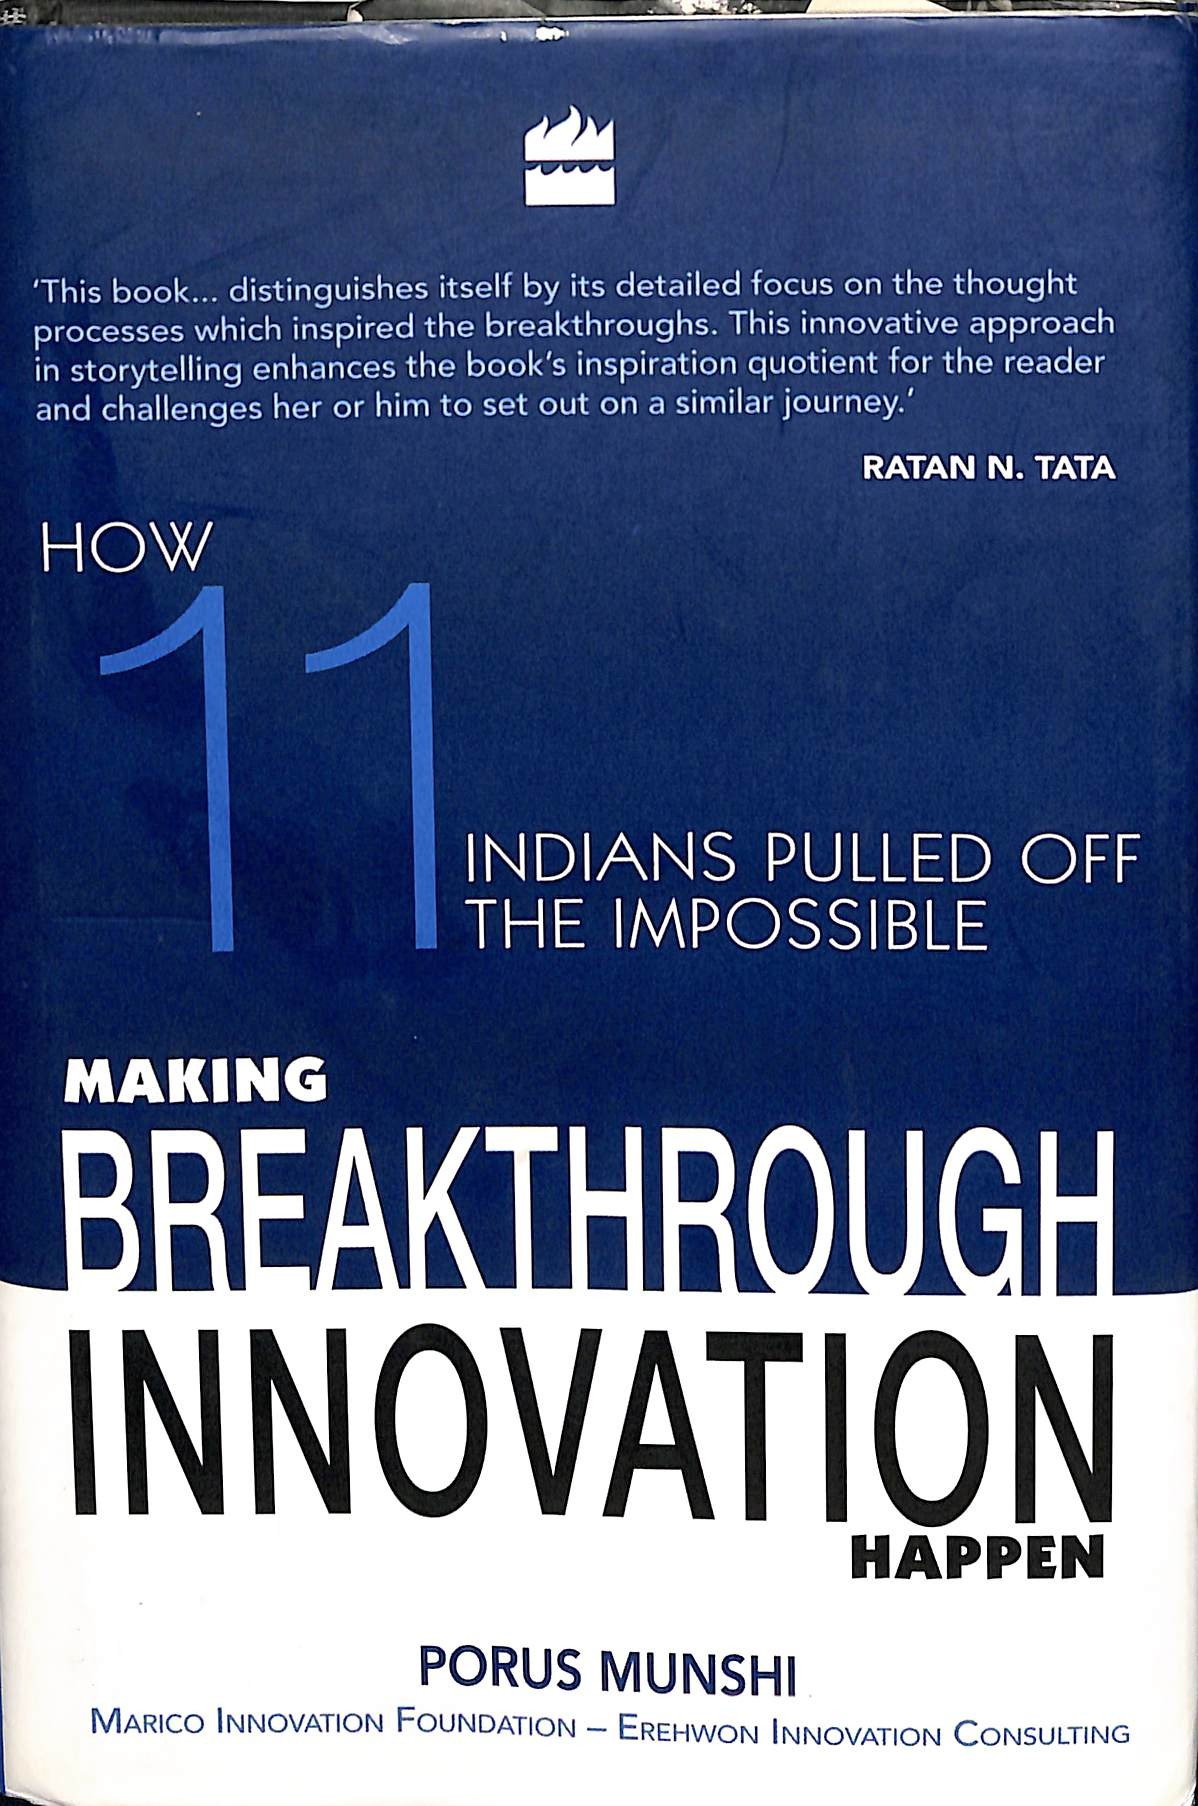 ‘This book... distinguishes itself by its detailed focus on the thought
processes which inspired the breakthroughs. This innovative approach
in storytelling enhances the book’s inspiration quotient for the reader
and challenges her or him to set out on a similar journey.’
RATAN N. TATA
HOW
11
INDIANS PULLED OFF
THE IMPOSSIBLE
MAKING
BREAKTHROUGH
INNOVATION
HAPPEN
PORUS MUNSHI
MARICO INNOVATION FOUNDATION – EREHWON INNOVATION CONSULTING